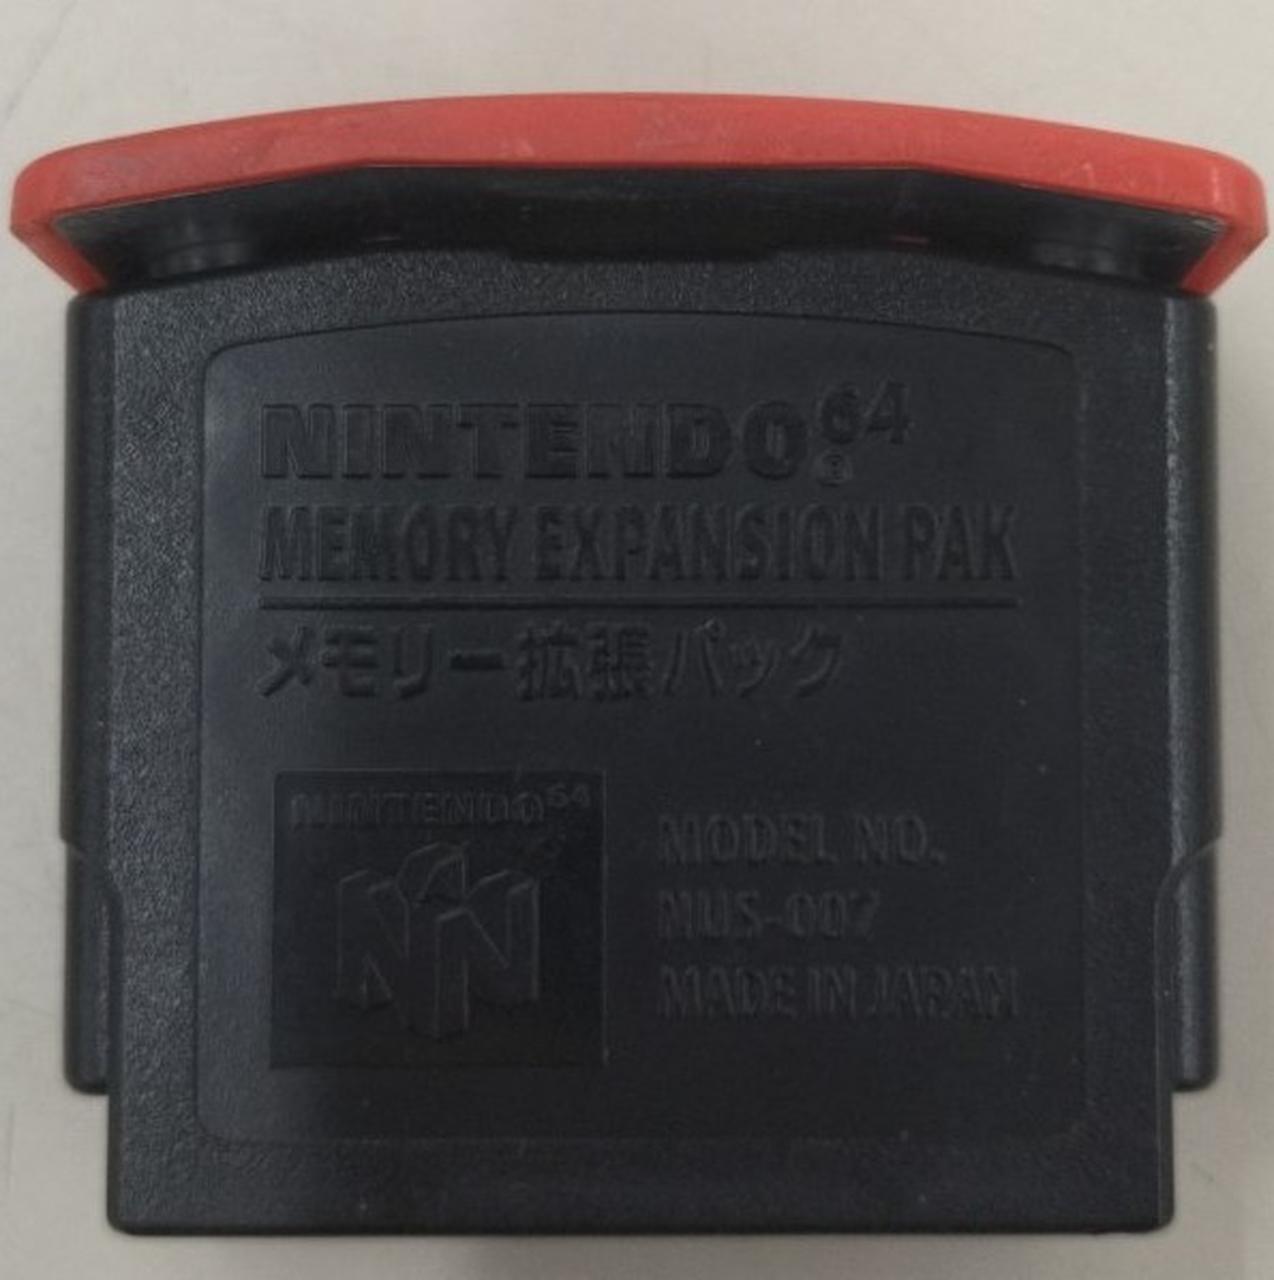 NINTENDO64
®
MEMORY EXPANSION PAK
メモリー拡張パック
NINTENDO64
MODEL NO.
NUS-007
MADE IN JAPAN